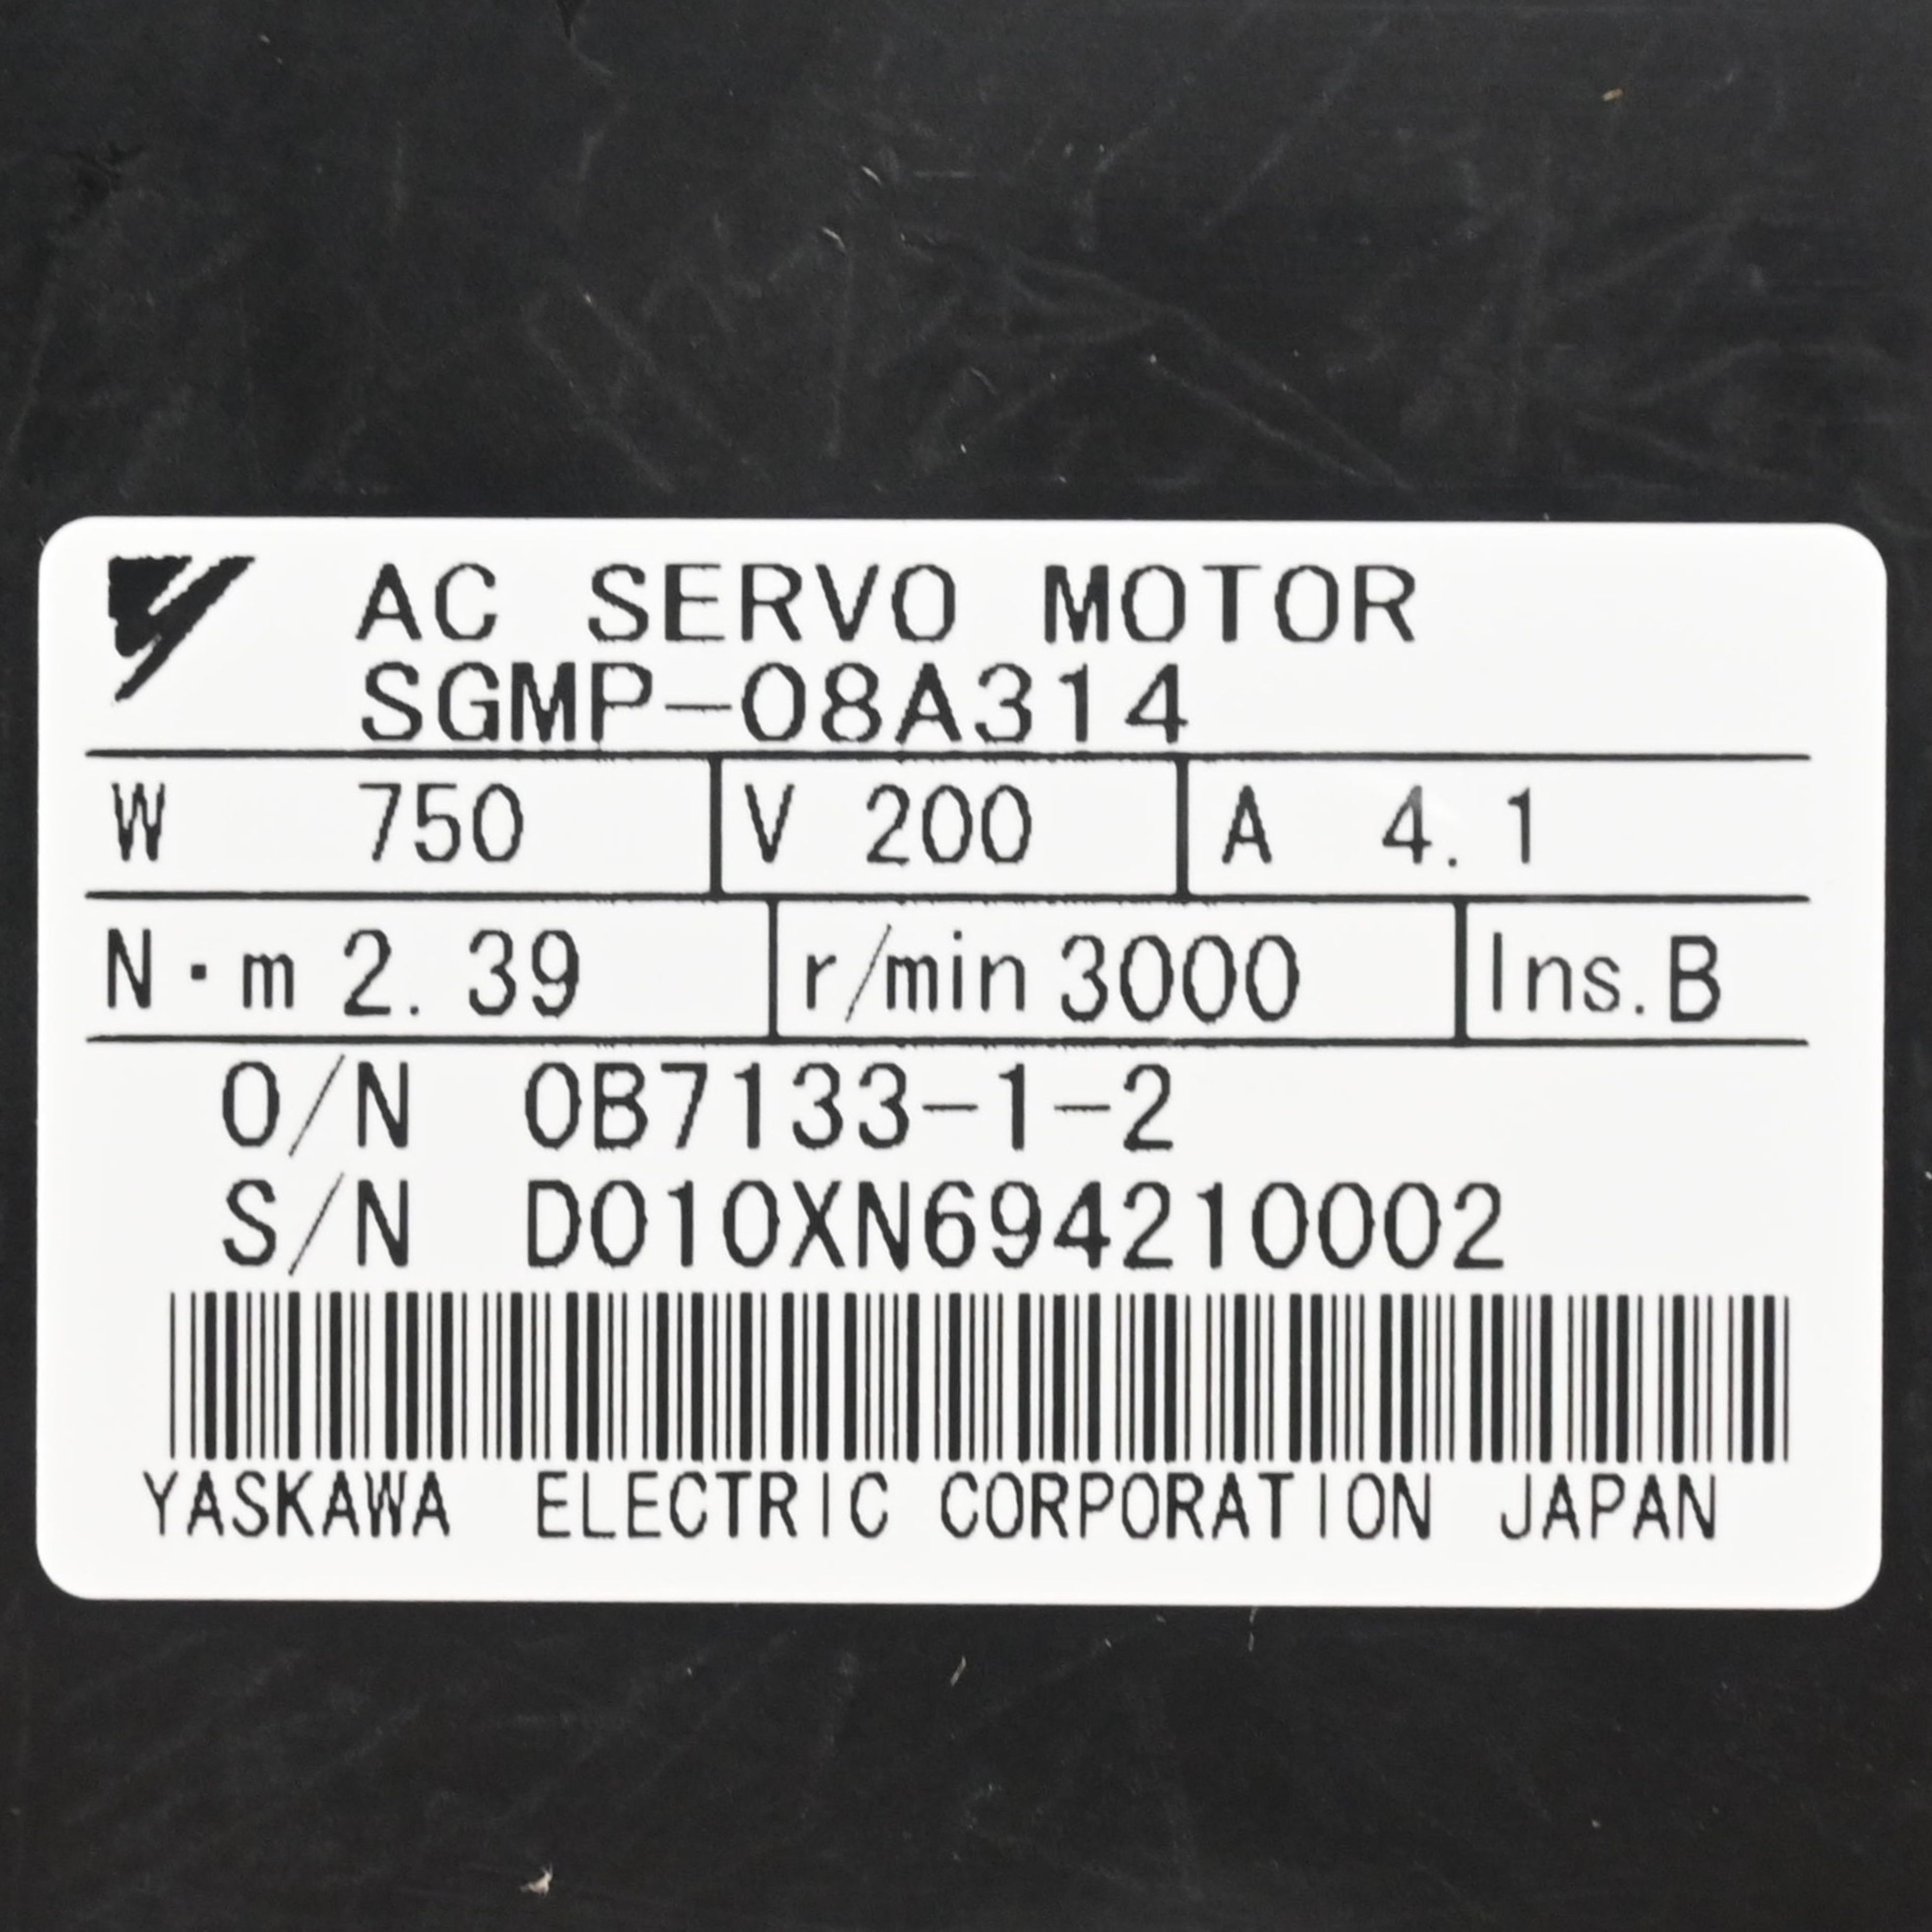 AC SERVO MOTOR
SGMP-08A314
W 750 V 200 A 4.1
N·m 2.39 r/min 3000 Ins.B
O/N 0B7133-1-2
S/N D010XN694210002
YASKAWA ELECTRIC CORPORATION JAPAN